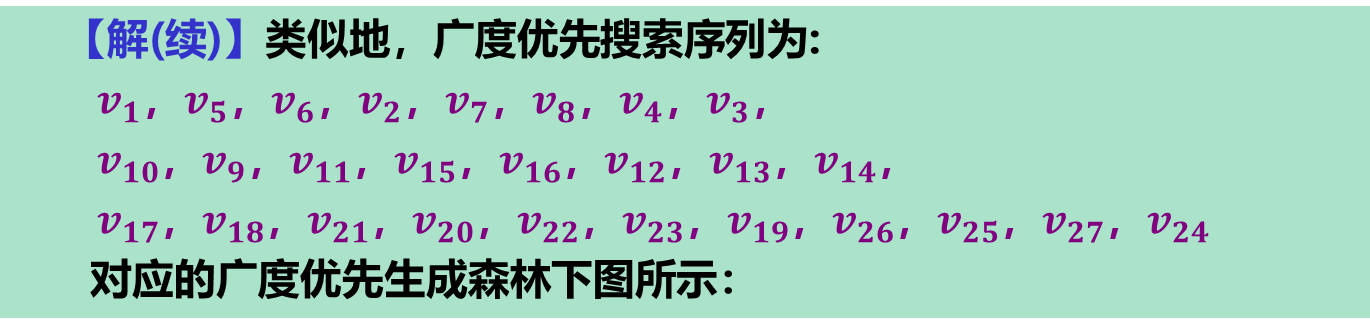 【解(续)】类似地，广度优先搜索序列为:
v₁, v₅, v₆, v₂, v₇, v₈, v₄, v₃,
v₁₀, v₉, v₁₁, v₁₅, v₁₆, v₁₂, v₁₃, v₁₄,
v₁₇, v₁₈, v₂₁, v₂₀, v₂₂, v₂₃, v₁₉, v₂₆, v₂₅, v₂₇, v₂₄
对应的广度优先生成森林下图所示：